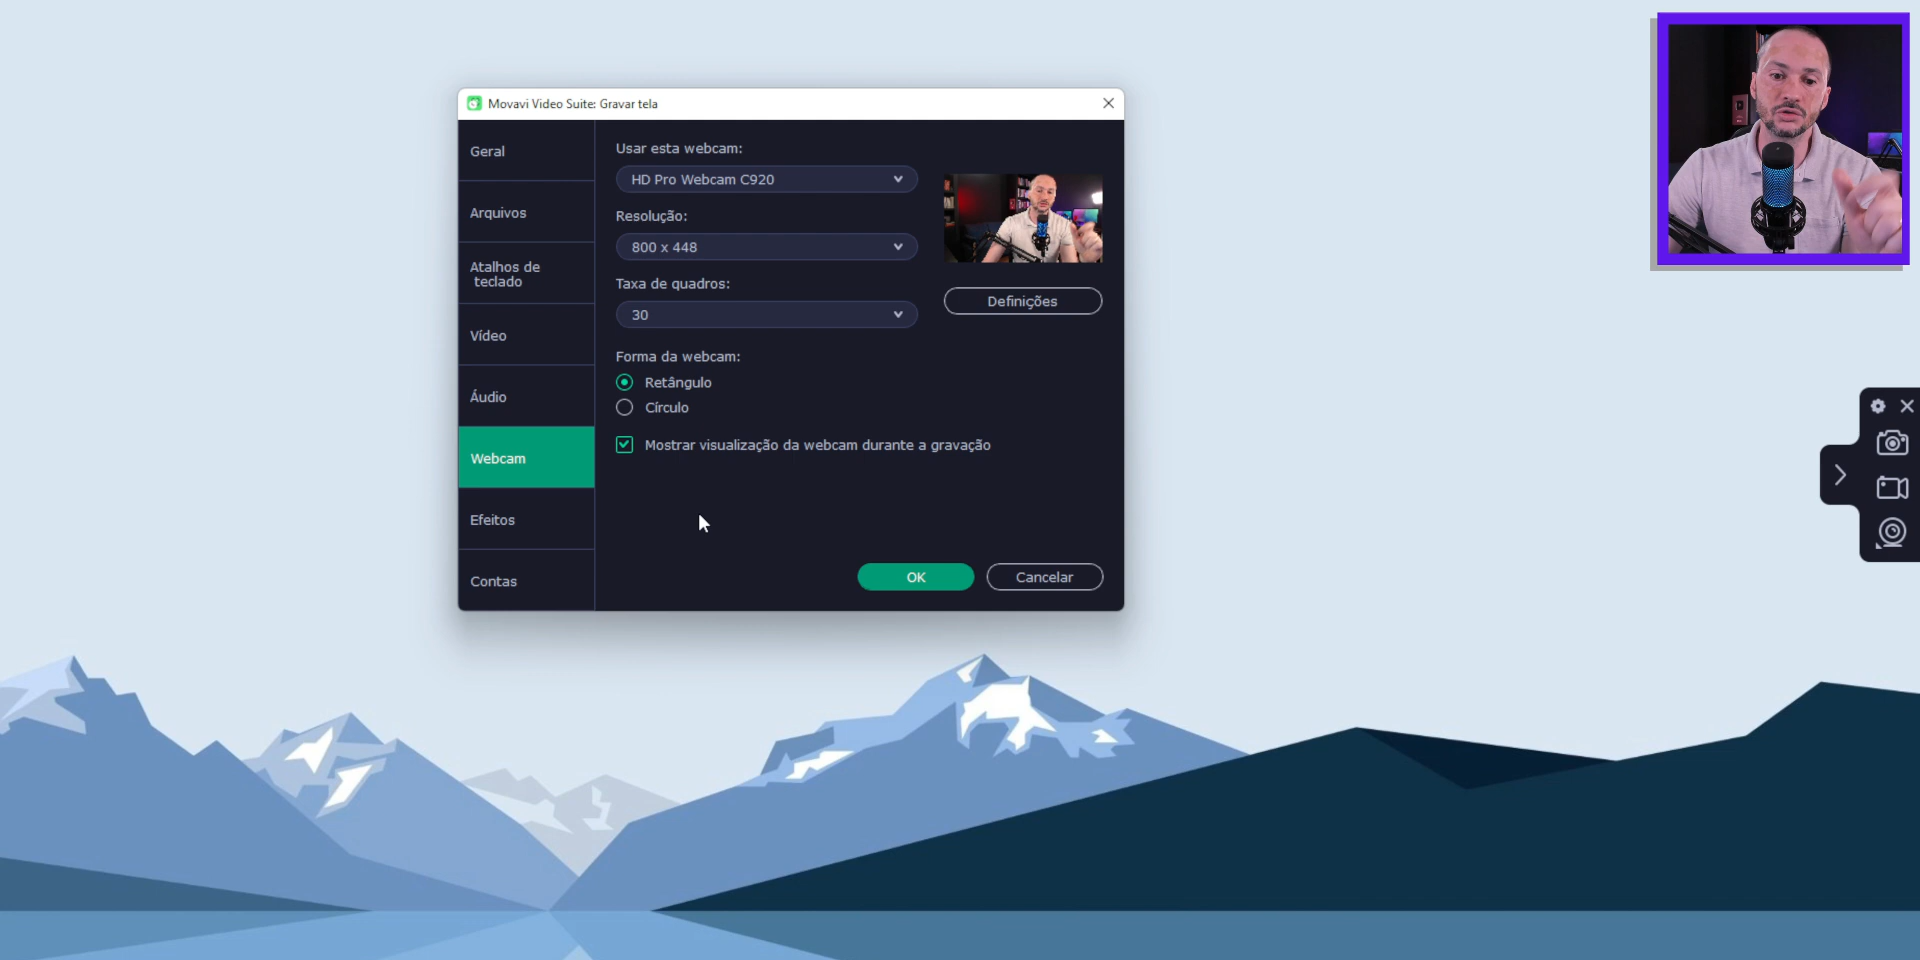 Movavi Video Suite: Gravar tela
Geral
Arquivos
Atalhos de
teclado
Vídeo
Áudio
Webcam
Efeitos
Contas
Usar esta webcam:
HD Pro Webcam C920
Resolução:
800 x 448
Taxa de quadros:
30
Definições
Forma da webcam:
Retângulo
Círculo
Mostrar visualização da webcam durante a gravação
OK
Cancelar